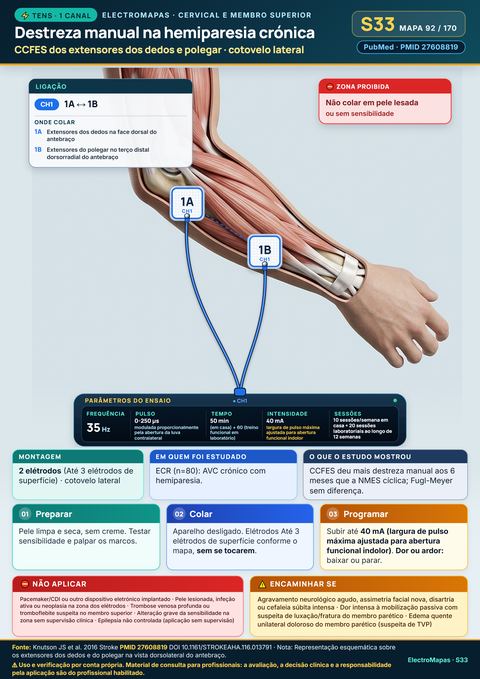 TENS · 1 CANAL
ELECTROMAPAS · CERVICAL E MEMBRO SUPERIOR
Destreza manual na hemiparesia crónica
CCFES dos extensores dos dedos e polegar · cotovelo lateral
S33 MAPA 92 / 170
PubMed · PMID 27608819
LIGAÇÃO
CH1 1A ↔ 1B
ONDE COLAR
1A Extensores dos dedos na face dorsal do
antebraço
1B Extensores do polegar no terço distal
dorsorradial do antebraço
ZONA PROIBIDA
Não colar em pele lesada
ou sem sensibilidade
1A
CH1
1B
CH1
CH1
PARÂMETROS DO ENSAIO
FREQUÊNCIA
35 Hz
PULSO
0-250 µs
modulada proporcionalmente
pela abertura da luva
contralateral
TEMPO
50 min
(em casa) + 60 (treino
funcional em
laboratório)
INTENSIDADE
40 mA
largura de pulso máxima
ajustada para abertura
funcional indolor
SESSÕES
10 sessões/semana em
casa + 20 sessões
laboratoriais ao longo de
12 semanas
MONTAGEM
2 elétrodos (Até 3 elétrodos de
superfície) · cotovelo lateral
EM QUEM FOI ESTUDADO
ECR (n=80): AVC crónico com
hemiparesia.
O QUE O ESTUDO MOSTROU
CCFES deu mais destreza manual aos 6
meses que a NMES cíclica; Fugl-Meyer
sem diferença.
01 Preparar
Pele limpa e seca, sem creme. Testar
sensibilidade e palpar os marcos.
02 Colar
Aparelho desligado. Elétrodos Até 3
elétrodos de superfície conforme o
mapa, sem se tocarem.
03 Programar
Subir até 40 mA (largura de pulso
máxima ajustada para abertura
funcional indolor). Dor ou ardor:
baixar ou parar.
NÃO APLICAR
Pacemaker/CDI ou outro dispositivo eletrónico implantado · Pele lesionada, infeção
ativa ou neoplasia na zona dos elétrodos · Trombose venosa profunda ou
tromboflebite suspeita no membro superior · Alteração grave da sensibilidade na
zona sem supervisão clínica · Epilepsia não controlada (aplicação sem supervisão)
ENCAMINHAR SE
Agravamento neurológico agudo, assimetria facial nova, disartria
ou cefaleia súbita intensa · Dor intensa à mobilização passiva com
suspeita de luxação/fratura do membro parético · Edema quente
unilateral doloroso do membro parético (suspeita de TVP)
Fonte: Knutson JS et al. 2016 Stroke PMID 27608819 DOI 10.1161/STROKEAHA.116.013791 · Nota: Representação esquemática sobre
os extensores dos dedos e do polegar na vista dorsolateral do antebraço.
⚠ Uso e verificação por conta própria. Material de consulta para profissionais: a avaliação, a decisão clínica e a responsabilidade
pela aplicação são do profissional habilitado.
ElectroMapas · S33